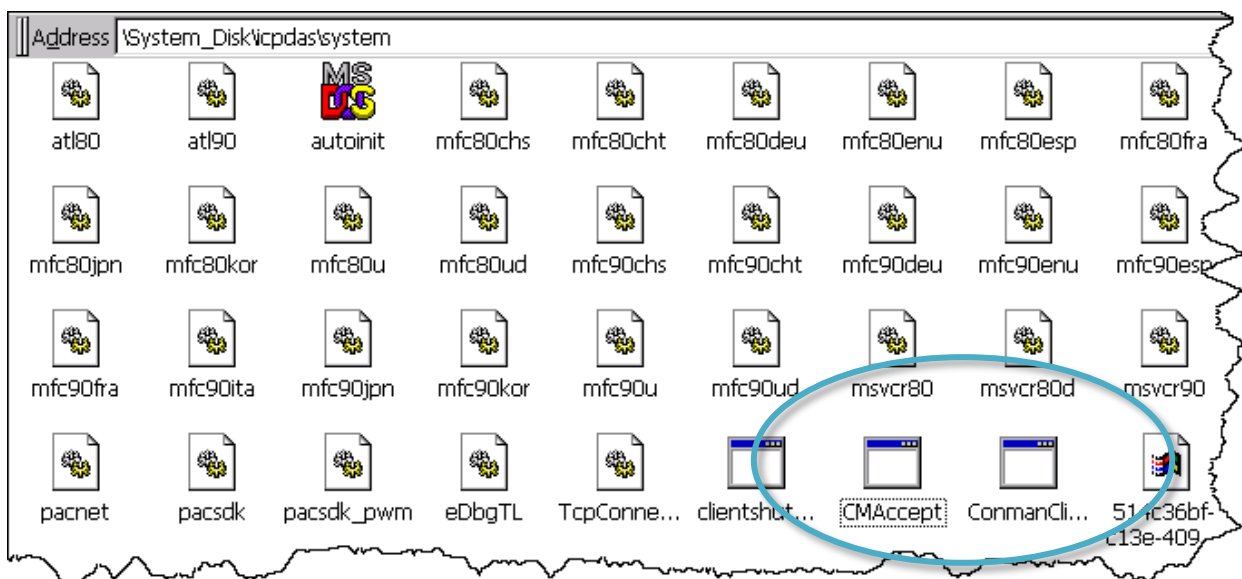 Address \System_Disk\icpdas\system
atl80 atl90 autoinit mfc80chs mfc80cht mfc80deu mfc80enu mfc80esp mfc80fra
mfc80jpn mfc80kor mfc80u mfc80ud mfc90chs mfc90cht mfc90deu mfc90enu mfc90esp
mfc90fra mfc90ita mfc90jpn mfc90kor mfc90u mfc90ud msvcr80 msvcr80d msvcr90
pacnet pacsdk pacsdk_pwm eDbgTL TcpConne... clientshut... CMAccept ConmanCli... 514c36bf-
c13e-409